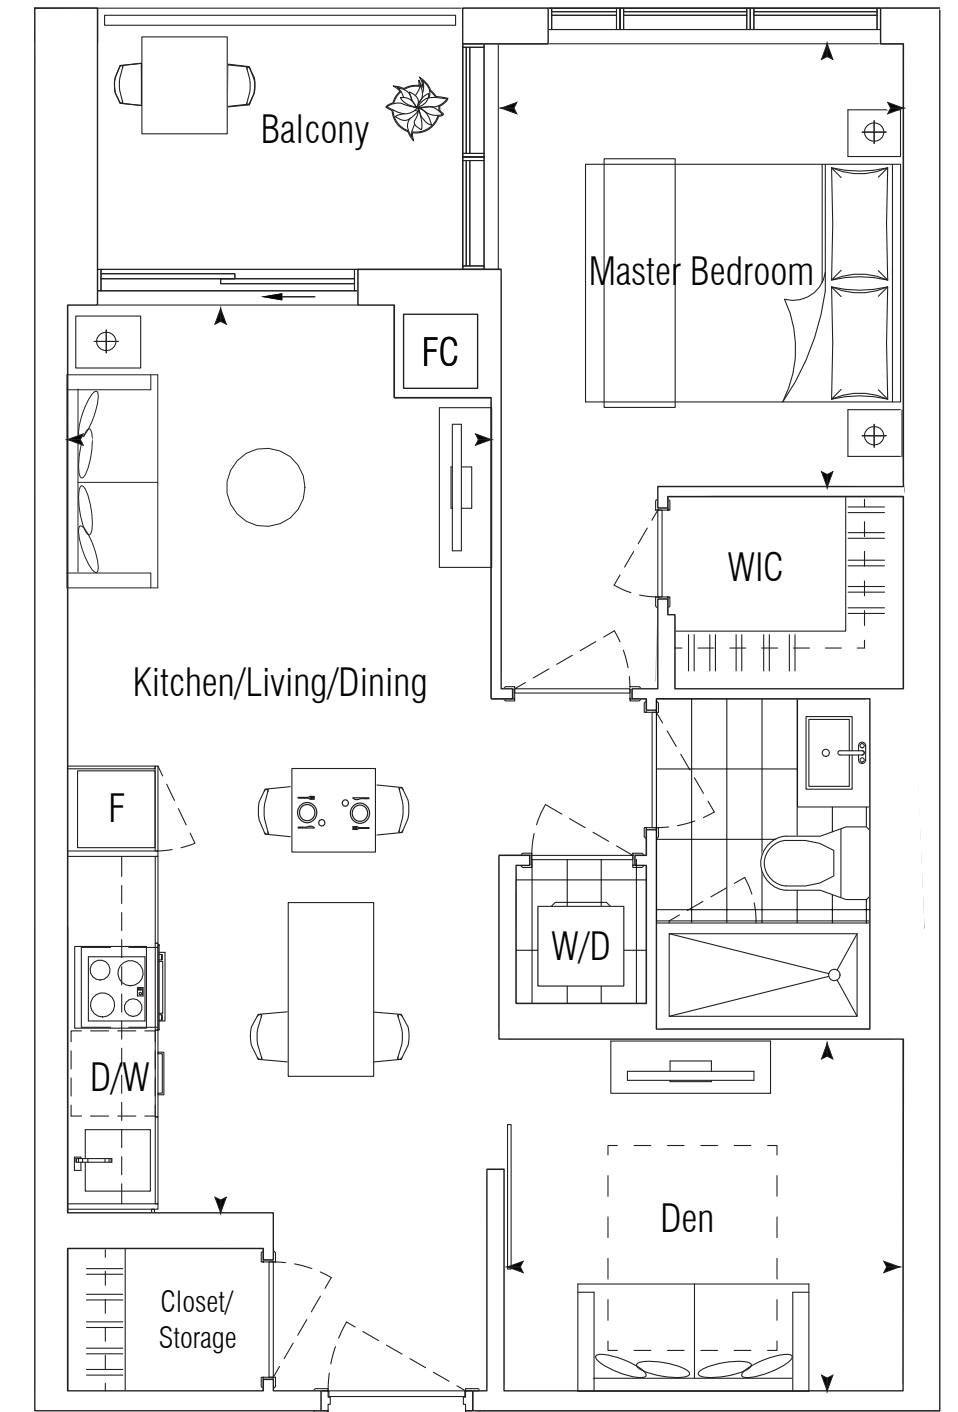 Balcony
Master Bedroom
FC
WIC
Kitchen/Living/Dining
F
W/D
D/W
Den
Closet/
Storage